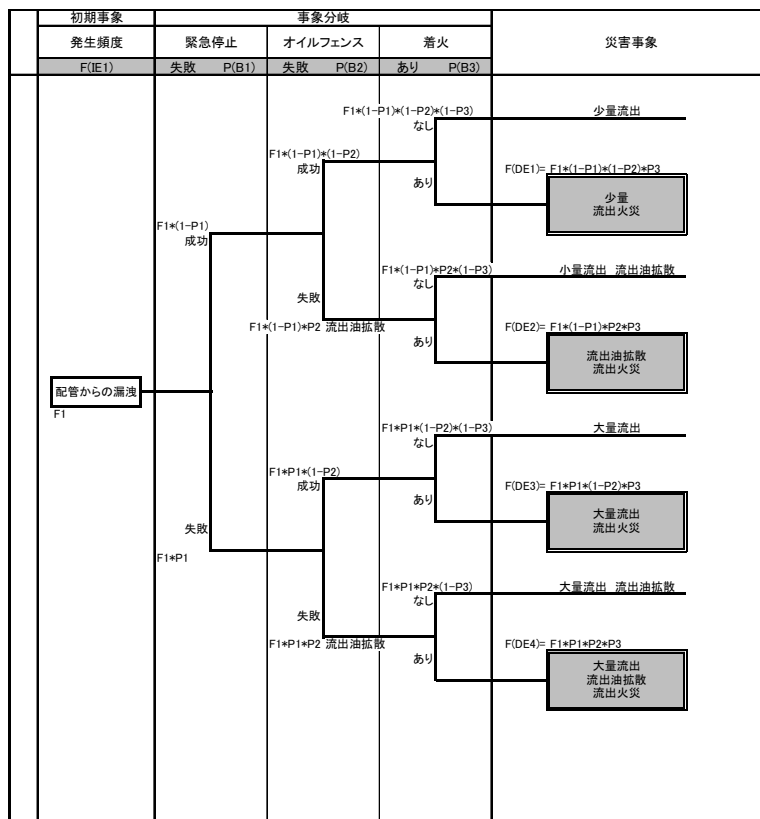 初期事象 事象分岐
発生頻度 緊急停止 オイルフェンス 着火 災害事象
F(IE1) 失敗 P(B1) 失敗 P(B2) あり P(B3)
F1*(1-P1)*(1-P2)*(1-P3) 少量流出
なし
F1*(1-P1)*(1-P2)
成功
あり F(DE1)= F1*(1-P1)*(1-P2)*P3
少量
流出火災
F1*(1-P1)
成功
F1*(1-P1)*P2*(1-P3) 小量流出 流出油拡散
なし
失敗
F1*(1-P1)*P2 流出油拡散
あり F(DE2)= F1*(1-P1)*P2*P3
流出油拡散
流出火災
配管からの漏洩
F1
F1*P1*(1-P2)*(1-P3) 大量流出
なし
F1*P1*(1-P2)
成功
あり F(DE3)= F1*P1*(1-P2)*P3
大量流出
流出火災
失敗
F1*P1
F1*P1*P2*(1-P3) 大量流出 流出油拡散
なし
失敗
F1*P1*P2 流出油拡散
あり F(DE4)= F1*P1*P2*P3
大量流出
流出油拡散
流出火災